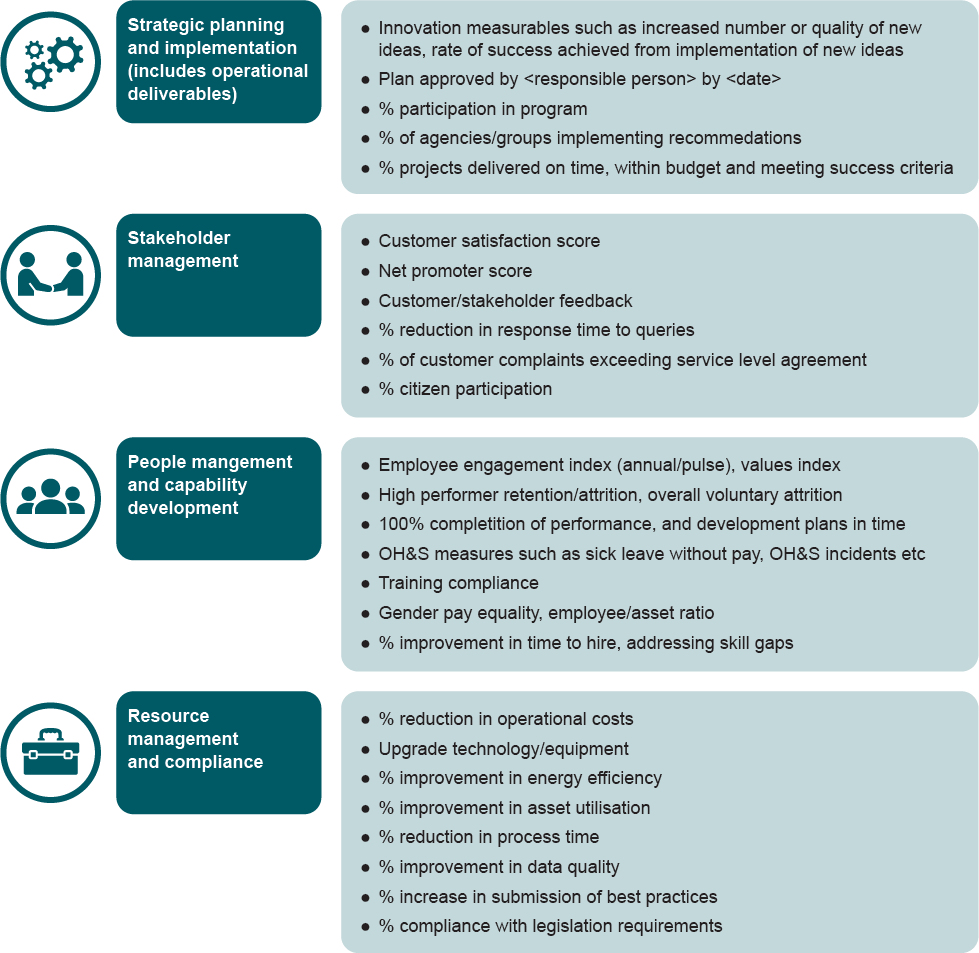 Strategic planning
and implementation
(includes operational
deliverables)
● Innovation measurables such as increased number or quality of new
ideas, rate of success achieved from implementation of new ideas
● Plan approved by <responsible person> by <date>
● % participation in program
● % of agencies/groups implementing recommedations
● % projects delivered on time, within budget and meeting success criteria
Stakeholder
management
● Customer satisfaction score
● Net promoter score
● Customer/stakeholder feedback
● % reduction in response time to queries
● % of customer complaints exceeding service level agreement
● % citizen participation
People mangement
and capability
development
● Employee engagement index (annual/pulse), values index
● High performer retention/attrition, overall voluntary attrition
● 100% completition of performance, and development plans in time
● OH&S measures such as sick leave without pay, OH&S incidents etc
● Training compliance
● Gender pay equality, employee/asset ratio
● % improvement in time to hire, addressing skill gaps
Resource
management
and compliance
● % reduction in operational costs
● Upgrade technology/equipment
● % improvement in energy efficiency
● % improvement in asset utilisation
● % reduction in process time
● % improvement in data quality
● % increase in submission of best practices
● % compliance with legislation requirements